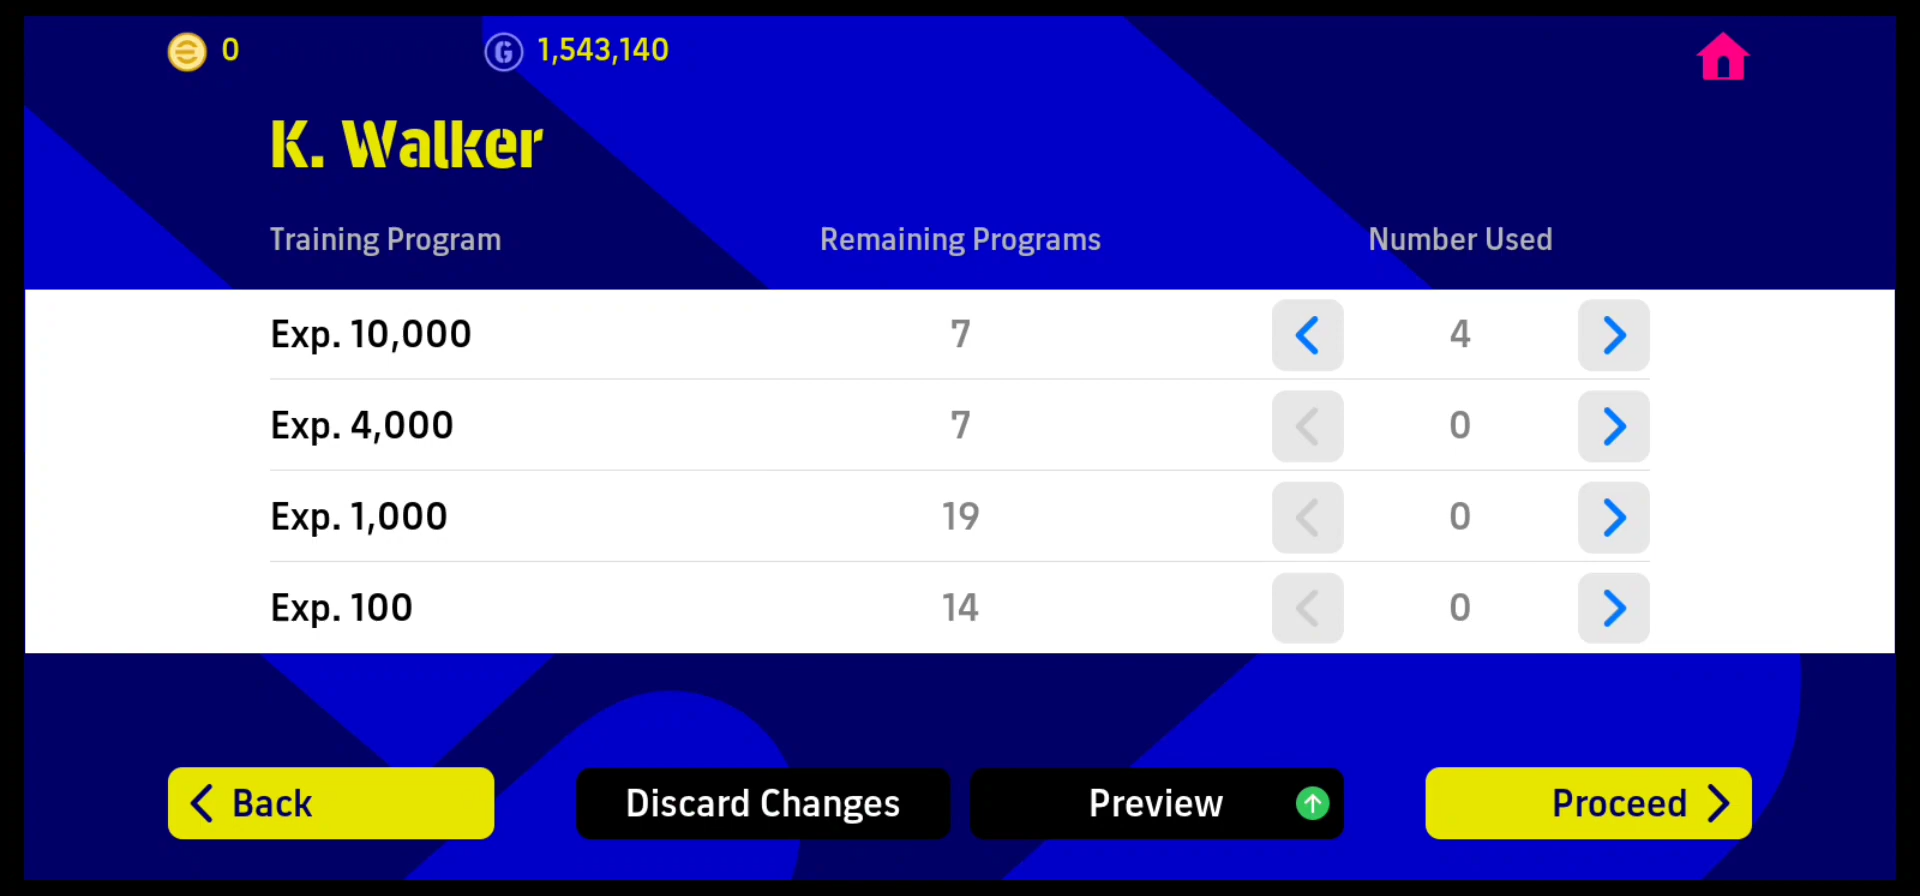 0 1,543,140
K. Walker
Training Program Remaining Programs Number Used
Exp. 10,000 7 4
Exp. 4,000 7 0
Exp. 1,000 19 0
Exp. 100 14 0
Back Discard Changes Preview Proceed